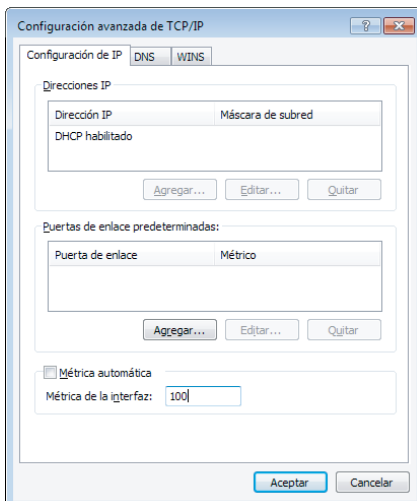 Configuración avanzada de TCP/IP
Configuración de IP DNS WINS
Direcciones IP
Dirección IP Máscara de subred
DHCP habilitado
Agregar... Editar... Quitar
Puertas de enlace predeterminadas:
Puerta de enlace Métrico
Agregar... Editar... Quitar
Métrica automática
Métrica de la interfaz: 100
Aceptar Cancelar